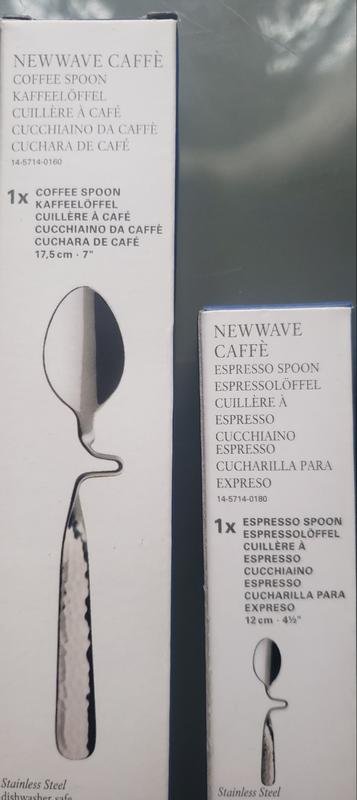 NEWWAVE CAFFÈ
COFFEE SPOON
KAFFEELÖFFEL
CUILLÈRE À CAFÉ
CUCCHIAINO DA CAFFÈ
CUCHARA DE CAFÉ
14-5714-0160
1x COFFEE SPOON
KAFFEELÖFFEL
CUILLÈRE À CAFÉ
CUCCHIAINO DA CAFFÈ
CUCHARA DE CAFÉ
17,5 cm · 7"
Stainless Steel
dishwasher safe
NEWWAVE
CAFFÈ
ESPRESSO SPOON
ESPRESSOLÖFFEL
CUILLÈRE À
ESPRESSO
CUCCHIAINO
ESPRESSO
CUCHARILLA PARA
EXPRESO
14-5714-0180
1x ESPRESSO SPOON
ESPRESSOLÖFFEL
CUILLÈRE À
ESPRESSO
CUCCHIAINO
ESPRESSO
CUCHARILLA PARA
EXPRESO
12 cm · 4½"
Stainless Steel